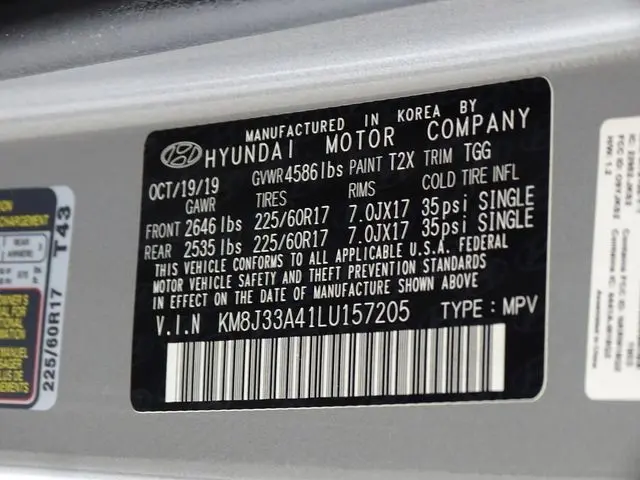 MANUFACTURED IN KOREA BY
HYUNDAI MOTOR COMPANY
OCT/19/19 GVWR 4586 lbs PAINT T2X TRIM TGG
GAWR TIRES RIMS COLD TIRE INFL
FRONT 2646 lbs 225/60R17 7.0JX17 35psi SINGLE
REAR 2535 lbs 225/60R17 7.0JX17 35psi SINGLE
THIS VEHICLE CONFORMS TO ALL APPLICABLE U.S.A. FEDERAL
MOTOR VEHICLE SAFETY AND THEFT PREVENTION STANDARDS
IN EFFECT ON THE DATE OF MANUFACTURE SHOWN ABOVE.
V.I.N KM8J33A41LU157205 TYPE : MPV
225/60R17 T43
HW: 1.2